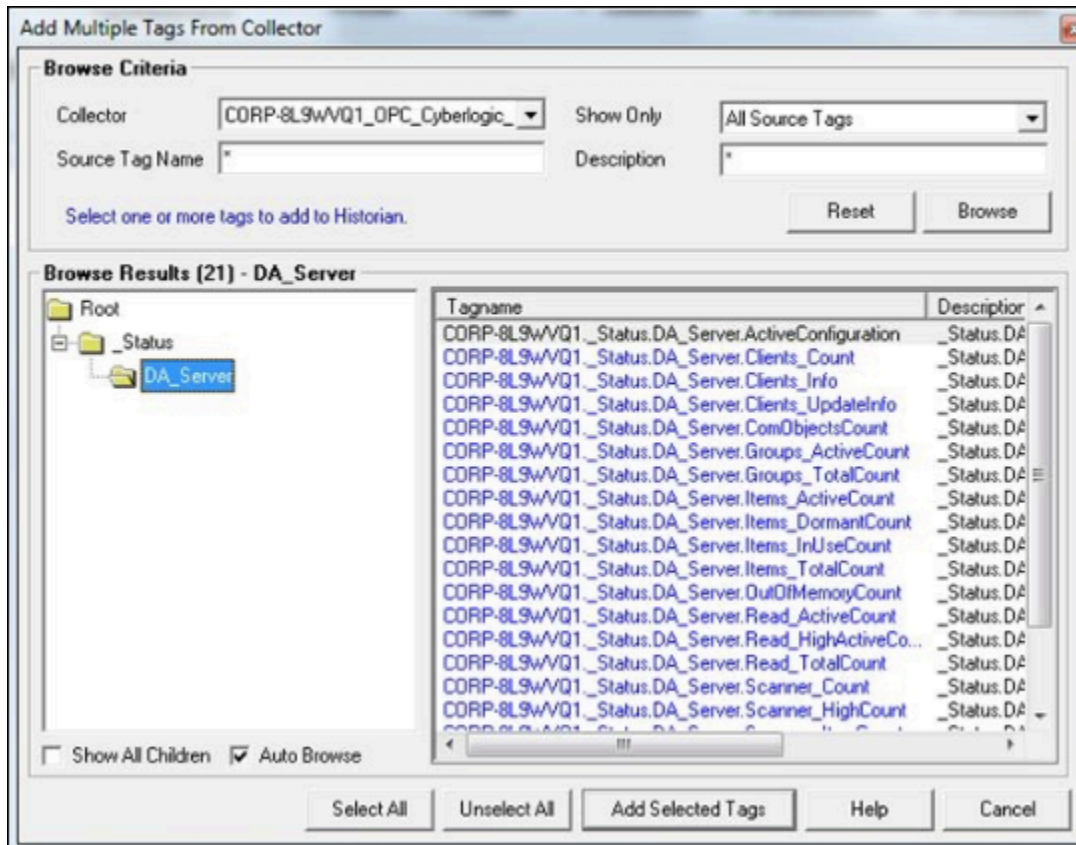 Add Multiple Tags From Collector
Browse Criteria
Collector CORP-8L9WVQ1_OPC_Cyberlogic_ Show Only All Source Tags
Source Tag Name * Description *
Select one or more tags to add to Historian. Reset Browse
Browse Results (21) - DA_Server
Root
_Status
DA_Server
Tagname Description
CORP-8L9WVQ1._Status.DA_Server.ActiveConfiguration _Status.DA
CORP-8L9WVQ1._Status.DA_Server.Clients_Count _Status.DA
CORP-8L9WVQ1._Status.DA_Server.Clients_Info _Status.DA
CORP-8L9WVQ1._Status.DA_Server.Clients_UpdateInfo _Status.DA
CORP-8L9WVQ1._Status.DA_Server.ComObjectsCount _Status.DA
CORP-8L9WVQ1._Status.DA_Server.Groups_ActiveCount _Status.DA
CORP-8L9WVQ1._Status.DA_Server.Groups_TotalCount _Status.DA
CORP-8L9WVQ1._Status.DA_Server.Items_ActiveCount _Status.DA
CORP-8L9WVQ1._Status.DA_Server.Items_DormantCount _Status.DA
CORP-8L9WVQ1._Status.DA_Server.Items_InUseCount _Status.DA
CORP-8L9WVQ1._Status.DA_Server.Items_TotalCount _Status.DA
CORP-8L9WVQ1._Status.DA_Server.OutOfMemoryCount _Status.DA
CORP-8L9WVQ1._Status.DA_Server.Read_ActiveCount _Status.DA
CORP-8L9WVQ1._Status.DA_Server.Read_HighActiveCo... _Status.DA
CORP-8L9WVQ1._Status.DA_Server.Read_TotalCount _Status.DA
CORP-8L9WVQ1._Status.DA_Server.Scanner_Count _Status.DA
CORP-8L9WVQ1._Status.DA_Server.Scanner_HighCount _Status.DA
Show All Children Auto Browse
Select All Unselect All Add Selected Tags Help Cancel